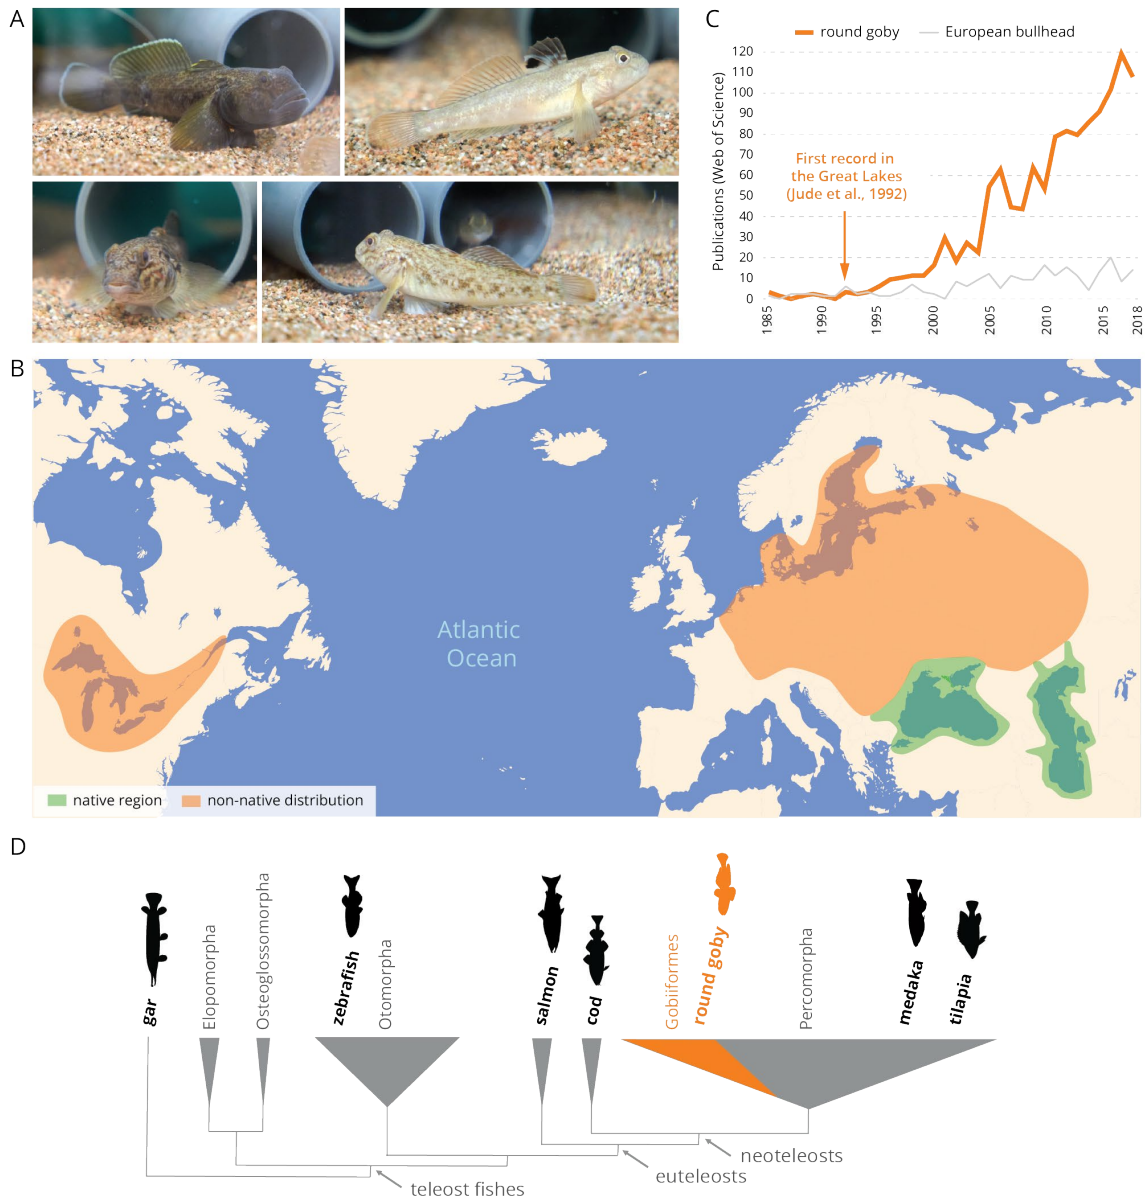 A
C
round goby
European bullhead
Publications (Web of Science)
120
110
100
90
80
70
60
50
40
30
20
10
0
First record in
the Great Lakes
(Jude et al., 1992)
1985
1990
1995
2000
2005
2010
2015
2018
B
Atlantic
Ocean
native region
non-native distribution
D
gar
Elopomorpha
Osteoglossomorpha
zebrafish
Otomorpha
salmon
cod
Gobiiformes
round goby
Percomorpha
medaka
tilapia
neoteleosts
euteleosts
teleost fishes